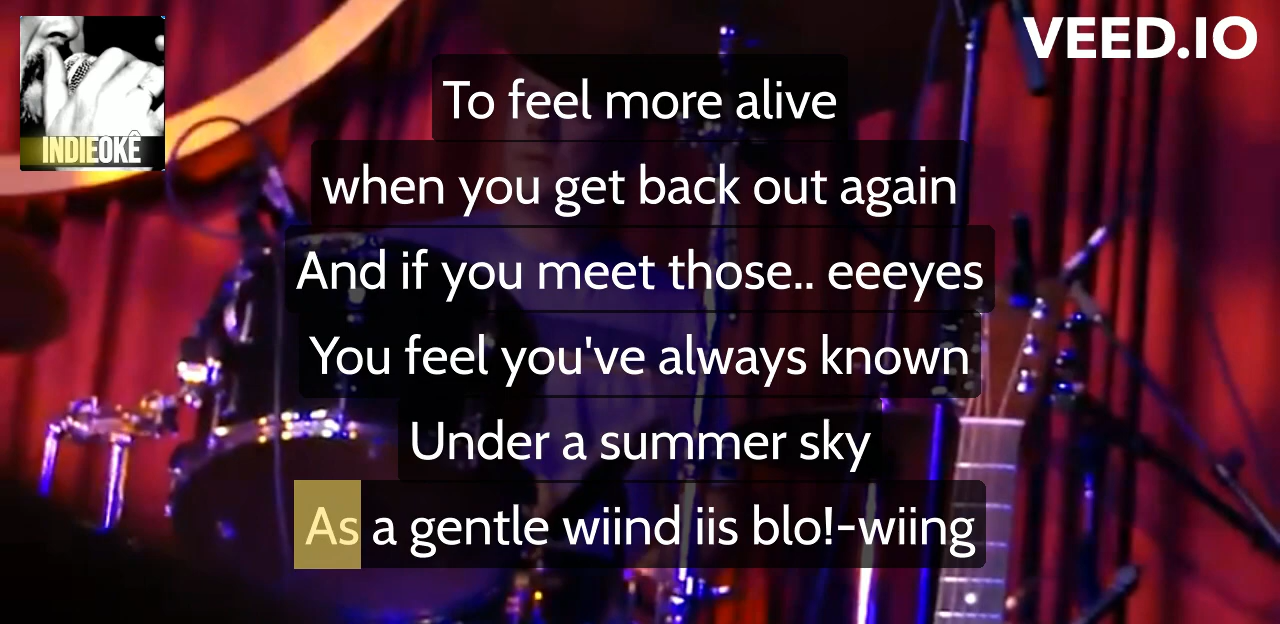 VEED.IO
INDIEOKÊ
To feel more alive
when you get back out again
And if you meet those.. eeeyes
You feel you've always known
Under a summer sky
As a gentle wiind iis blo!-wiing